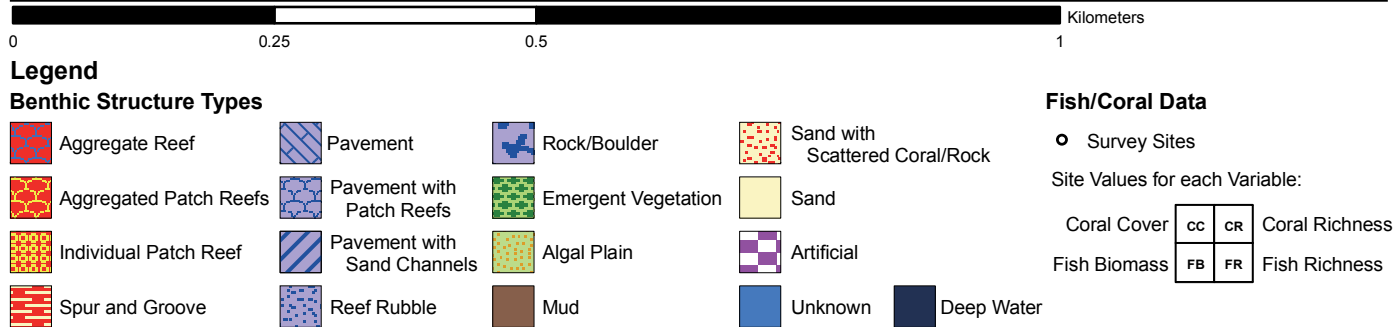 Kilometers
0 0.25 0.5 1
Legend
Benthic Structure Types
Aggregate Reef
Aggregated Patch Reefs
Individual Patch Reef
Spur and Groove
Pavement
Pavement with
Patch Reefs
Pavement with
Sand Channels
Reef Rubble
Rock/Boulder
Emergent Vegetation
Algal Plain
Mud
Sand with
Scattered Coral/Rock
Sand
Artificial
Unknown
Deep Water
Fish/Coral Data
Survey Sites
Site Values for each Variable:
Coral Cover CC CR Coral Richness
Fish Biomass FB FR Fish Richness